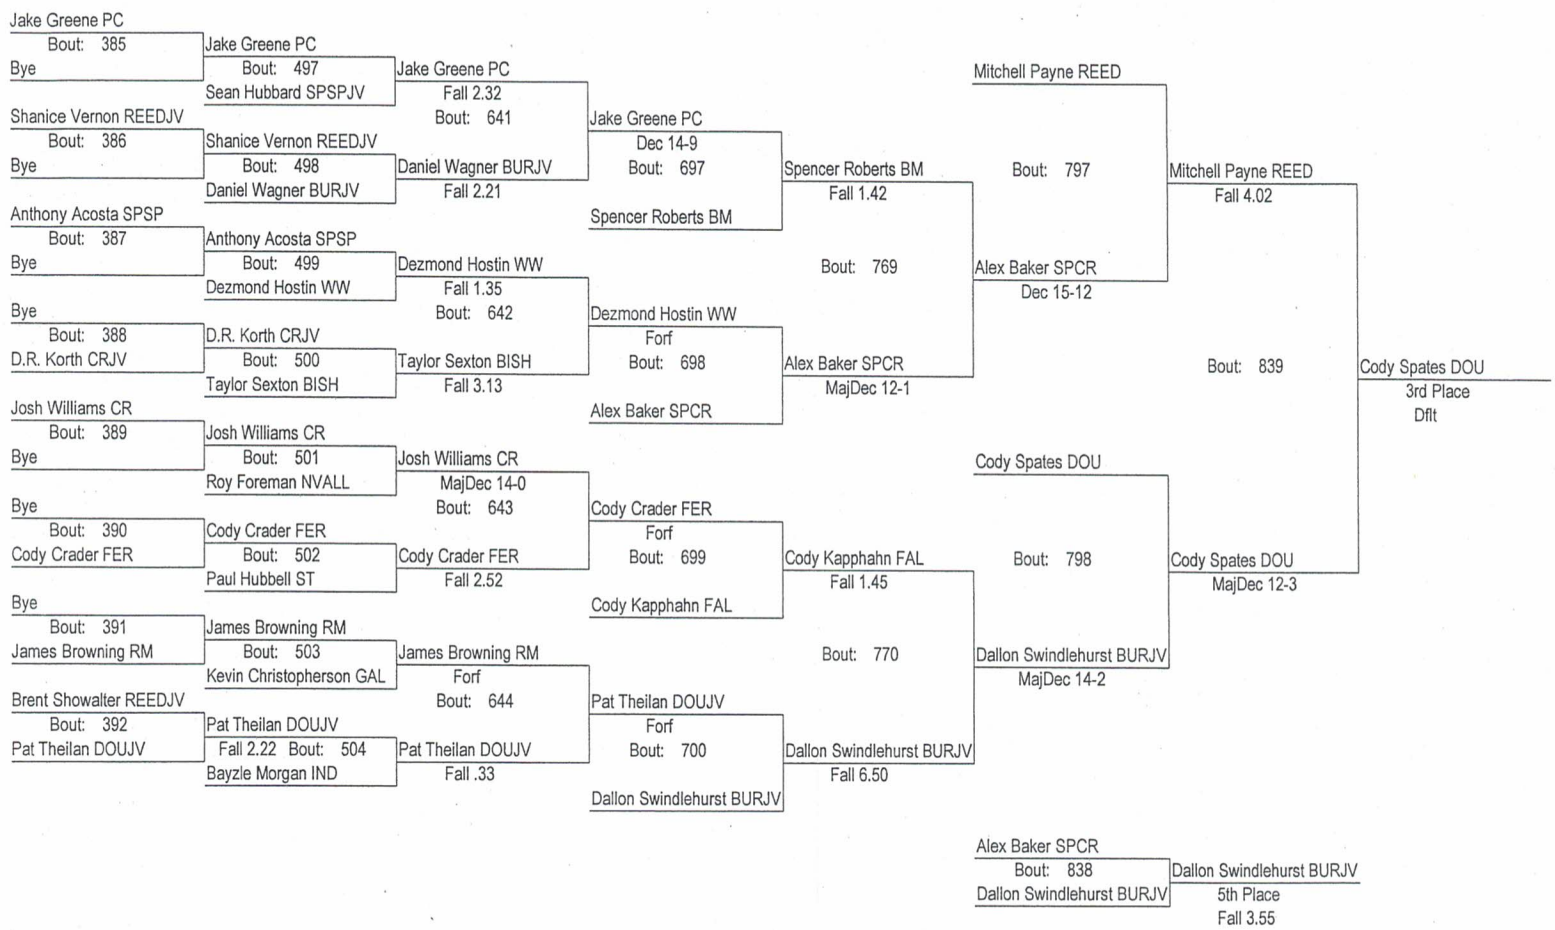 Jake Greene PC
Bout: 385
Bye
Shanice Vernon REEDJV
Bout: 386
Bye
Anthony Acosta SPSP
Bout: 387
Bye
Bye
Bout: 388
D.R. Korth CRJV
Josh Williams CR
Bout: 389
Bye
Bye
Bout: 390
Cody Crader FER
Bye
Bout: 391
James Browning RM
Brent Showalter REEDJV
Bout: 392
Pat Theilan DOUJV
Jake Greene PC
Bout: 497
Sean Hubbard SPSPJV
Shanice Vernon REEDJV
Bout: 498
Daniel Wagner BURJV
Anthony Acosta SPSP
Bout: 499
Dezmond Hostin WW
D.R. Korth CRJV
Bout: 500
Taylor Sexton BISH
Josh Williams CR
Bout: 501
Roy Foreman NVALL
Cody Crader FER
Bout: 502
Paul Hubbell ST
James Browning RM
Bout: 503
Kevin Christopherson GAL
Pat Theilan DOUJV
Fall 2.22 Bout: 504
Bayzle Morgan IND
Jake Greene PC
Fall 2.32
Bout: 641
Daniel Wagner BURJV
Fall 2.21
Dezmond Hostin WW
Fall 1.35
Bout: 642
Taylor Sexton BISH
Fall 3.13
Josh Williams CR
MajDec 14-0
Bout: 643
Cody Crader FER
Fall 2.52
James Browning RM
Forf
Bout: 644
Pat Theilan DOUJV
Fall .33
Jake Greene PC
Dec 14-9
Bout: 697
Spencer Roberts BM
Dezmond Hostin WW
Forf
Bout: 698
Alex Baker SPCR
Cody Crader FER
Forf
Bout: 699
Cody Kapphahn FAL
Pat Theilan DOUJV
Forf
Bout: 700
Dallon Swindlehurst BURJV
Spencer Roberts BM
Fall 1.42
Bout: 769
Alex Baker SPCR
MajDec 12-1
Cody Kapphahn FAL
Fall 1.45
Bout: 770
Dallon Swindlehurst BURJV
Fall 6.50
Mitchell Payne REED
Bout: 797
Alex Baker SPCR
Dec 15-12
Cody Spates DOU
Bout: 798
Dallon Swindlehurst BURJV
MajDec 14-2
Mitchell Payne REED
Fall 4.02
Bout: 839
Cody Spates DOU
MajDec 12-3
Cody Spates DOU
3rd Place
Dflt
Alex Baker SPCR
Bout: 838
Dallon Swindlehurst BURJV
Dallon Swindlehurst BURJV
5th Place
Fall 3.55